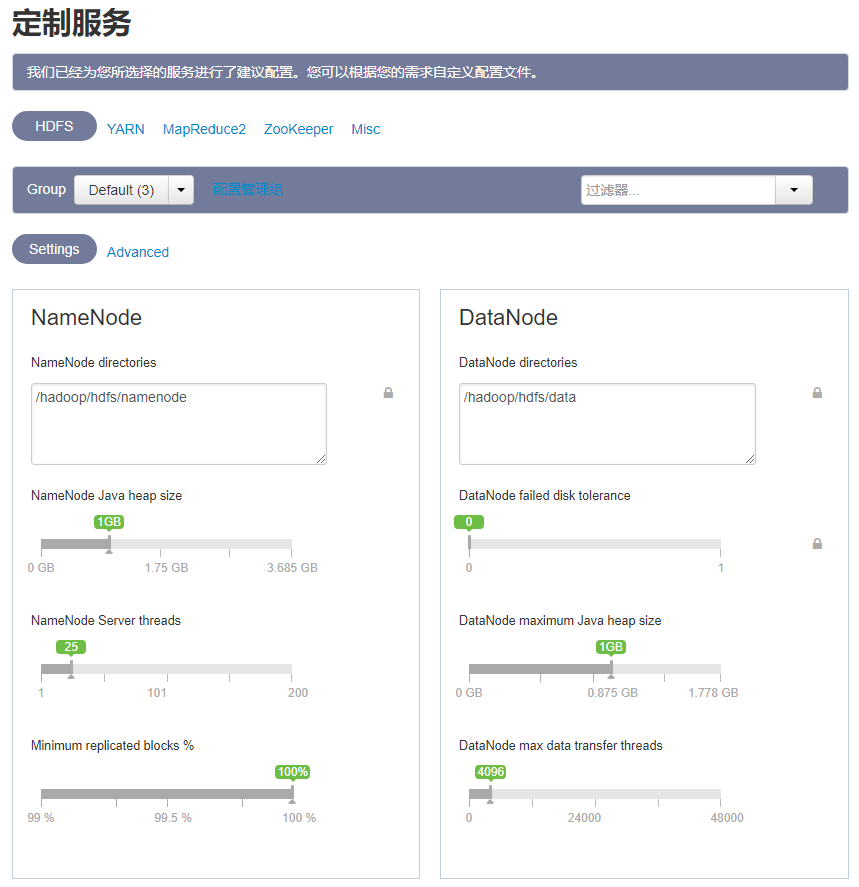 定制服务
我们已经为您所选择的服务进行了建议配置。您可以根据您的需求自定义配置文件。
HDFS YARN MapReduce2 ZooKeeper Misc
Group Default (3) 配置管理组 过滤器...
Settings Advanced
NameNode
NameNode directories
/hadoop/hdfs/namenode
NameNode Java heap size
1GB
0 GB 1.75 GB 3.685 GB
NameNode Server threads
25
1 101 200
Minimum replicated blocks %
100%
99 % 99.5 % 100 %
DataNode
DataNode directories
/hadoop/hdfs/data
DataNode failed disk tolerance
0
0 1
DataNode maximum Java heap size
1GB
0 GB 0.875 GB 1.778 GB
DataNode max data transfer threads
4096
0 24000 48000